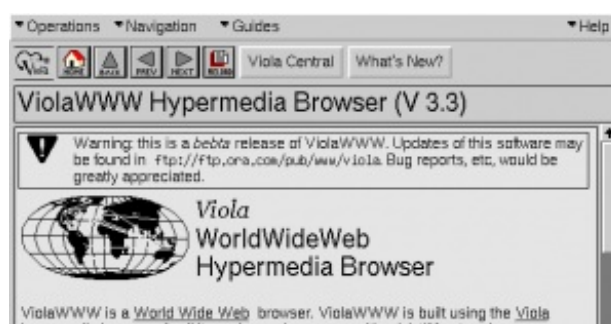 Operations Navigation Guides Help
Viola HOME BACK PREV NEXT RELOAD Viola Central What's New?
ViolaWWW Hypermedia Browser (V 3.3)
Warning: this is a bebta release of ViolaWWW. Updates of this software may
be found in ftp://ftp.ora.com/pub/www/viola. Bug reports, etc, would be
greatly appreciated.
Viola
WorldWideWeb
Hypermedia Browser
ViolaWWW is a World Wide Web browser. ViolaWWW is built using the Viola